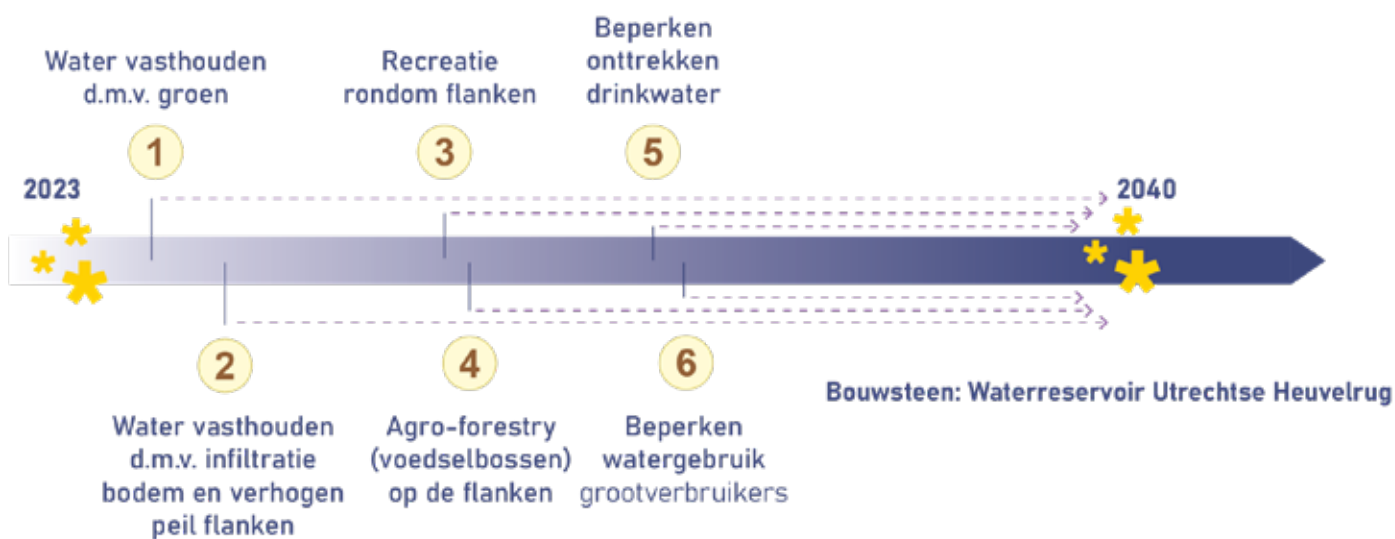 Water vasthouden
d.m.v. groen
1
Recreatie
rondom flanken
3
Beperken
onttrekken
drinkwater
5
2023
2040
2
Water vasthouden
d.m.v. infiltratie
bodem en verhogen
peil flanken
4
Agro-forestry
(voedselbossen)
op de flanken
6
Beperken
watergebruik
grootverbruikers
Bouwsteen: Waterreservoir Utrechtse Heuvelrug